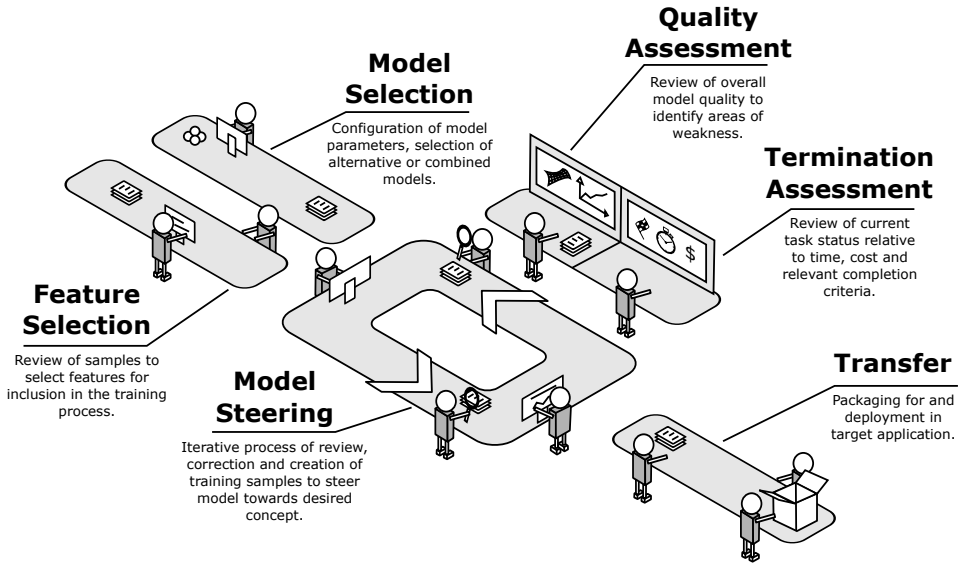 Quality
Assessment
Review of overall
model quality to
identify areas of
weakness.
Model
Selection
Configuration of model
parameters, selection of
alternative or combined
models.
Termination
Assessment
Review of current
task status relative
to time, cost and
relevant completion
criteria.
$
Feature
Selection
Review of samples to
select features for
inclusion in the training
process.
Model
Steering
Iterative process of review,
correction and creation of
training samples to steer
model towards desired
concept.
Transfer
Packaging for and
deployment in
target application.